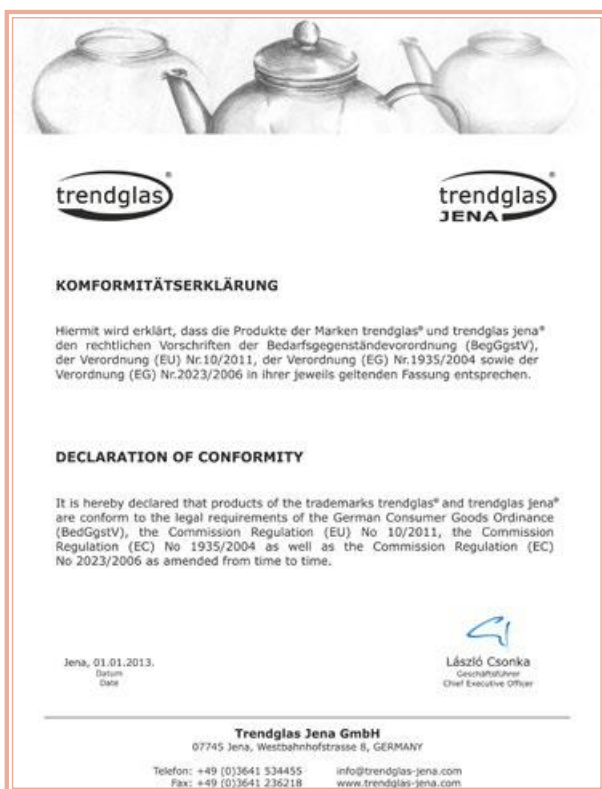 trendglas®
trendglas®
JENA
KOMFORMITÄTSERKLÄRUNG
Hiermit wird erklärt, dass die Produkte der Marken trendglas® und trendglas jena®
den rechtlichen Vorschriften der Bedarfsgegenständevorordnung (BegGgstV),
der Verordnung (EU) Nr.10/2011, der Verordnung (EG) Nr.1935/2004 sowie der
Verordnung (EG) Nr.2023/2006 in ihrer jeweils geltenden Fassung entsprechen.
DECLARATION OF CONFORMITY
It is hereby declared that products of the trademarks trendglas® and trendglas jena®
are conform to the legal requirements of the German Consumer Goods Ordinance
(BedGgstV), the Commission Regulation (EU) No 10/2011, the Commission
Regulation (EC) No 1935/2004 as well as the Commission Regulation (EC)
No 2023/2006 as amended from time to time.
Jena, 01.01.2013.
Datum
Date
László Csonka
Geschäftsführer
Chief Executive Officer
Trendglas Jena GmbH
07745 Jena, Westbahnhofstrasse 8, GERMANY
Telefon: +49 (0)3641 534455 info@trendglas-jena.com
Fax: +49 (0)3641 236218 www.trendglas-jena.com